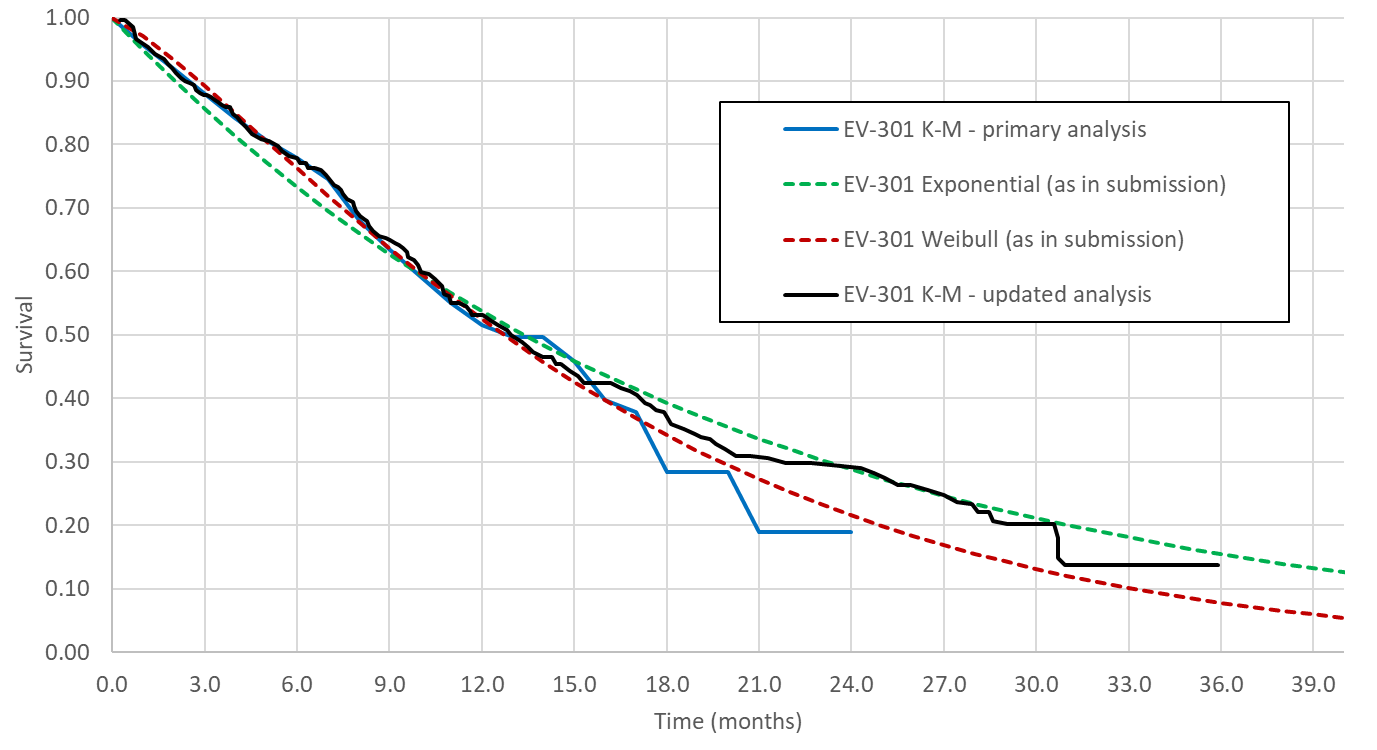 1.00
0.90
0.80
0.70
0.60
0.50
0.40
0.30
0.20
0.10
0.00
Survival
EV-301 K-M - primary analysis
EV-301 Exponential (as in submission)
EV-301 Weibull (as in submission)
EV-301 K-M - updated analysis
0.0 3.0 6.0 9.0 12.0 15.0 18.0 21.0 24.0 27.0 30.0 33.0 36.0 39.0
Time (months)